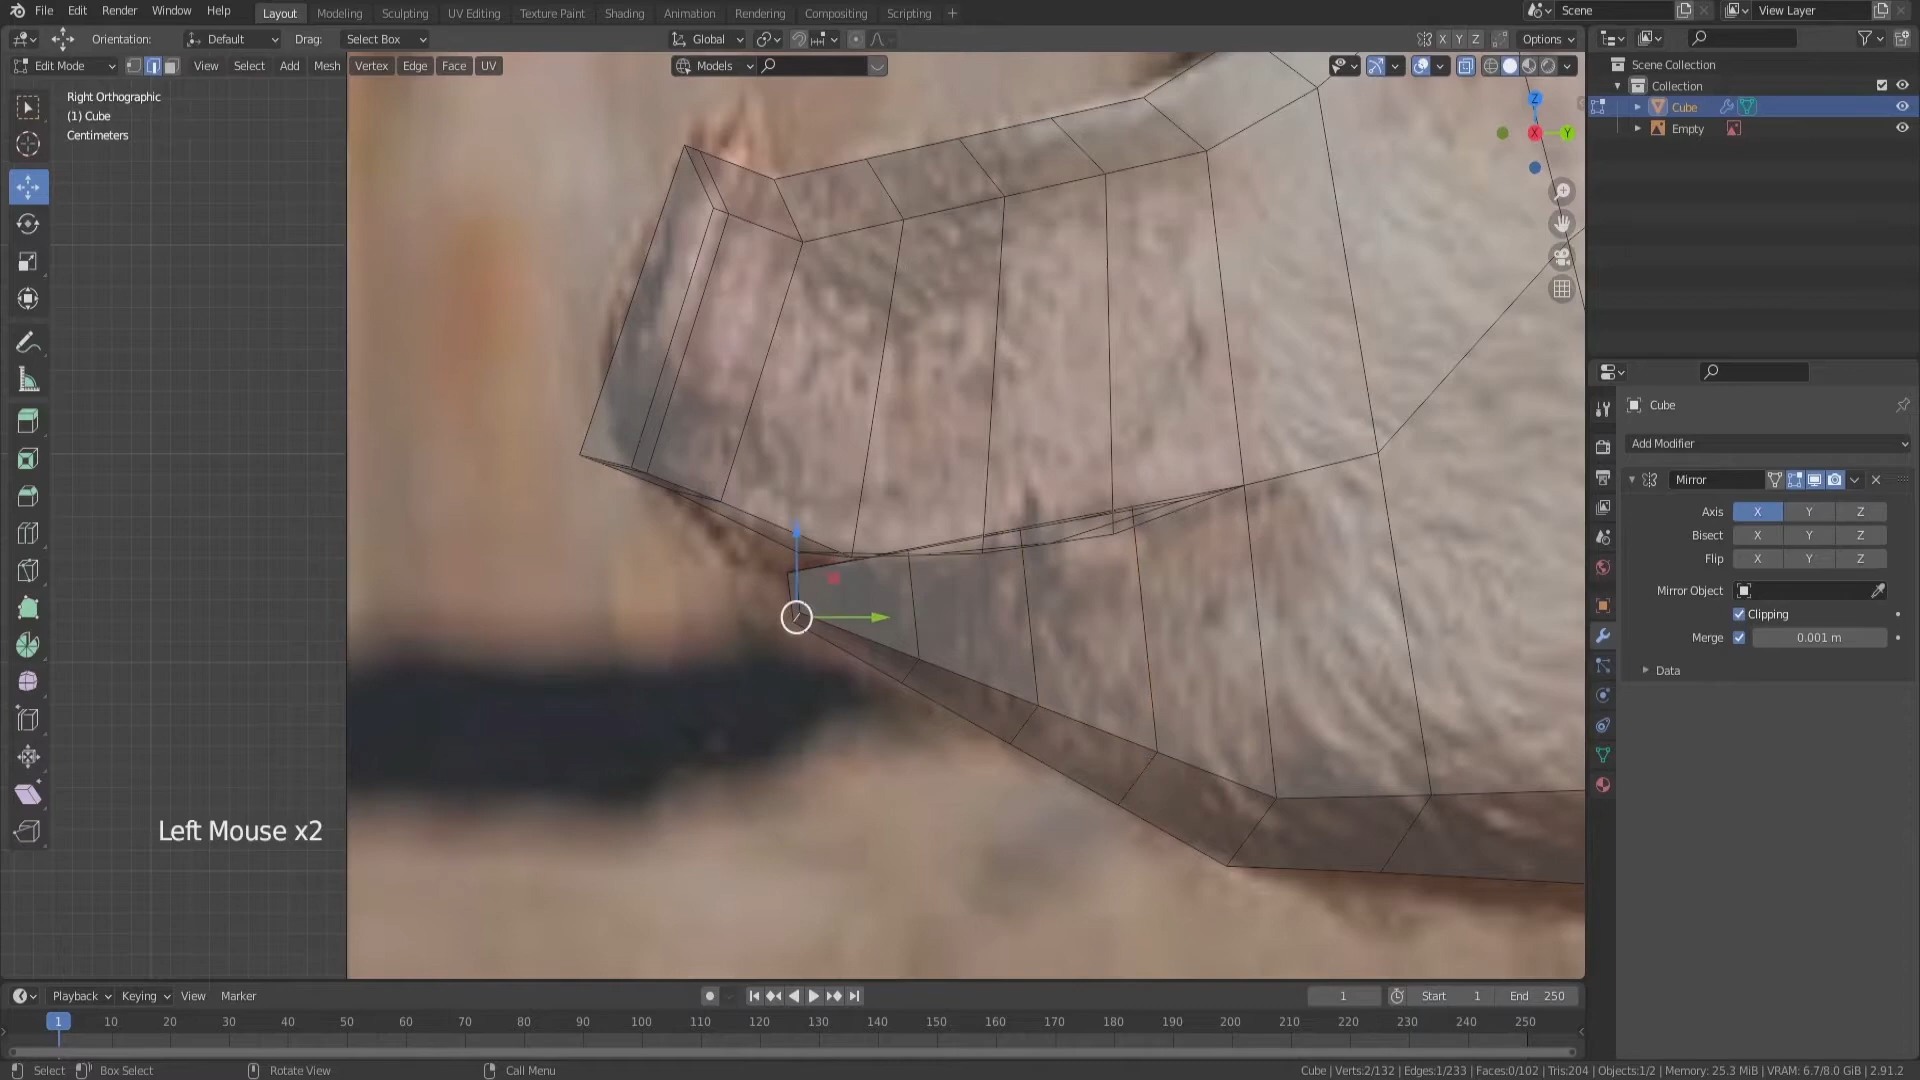 File Edit Render Window Help Layout Modeling Sculpting UV Editing Texture Paint Shading Animation Rendering Compositing Scripting + Scene View Layer
Orientation: Default Drag: Select Box Global X Y Z Options
Edit Mode View Select Add Mesh Vertex Edge Face UV Models
Right Orthographic
(1) Cube
Centimeters
Z
X
Y
Scene Collection
Collection
Cube
Empty
Cube
Add Modifier
Mirror
Axis X Y Z
Bisect X Y Z
Flip X Y Z
Mirror Object
Clipping
Merge 0.001 m
Data
Left Mouse x2
Playback Keying View Marker 1 Start 1 End 250
1 10 20 30 40 50 60 70 80 90 100 110 120 130 140 150 160 170 180 190 200 210 220 230 240 250
Select Box Select Rotate View Call Menu Cube | Verts:2/132 | Edges:1/233 | Faces:0/102 | Tris:204 | Objects:1/2 | Memory: 25.3 MiB | VRAM: 6.7/8.0 GiB | 2.91.2